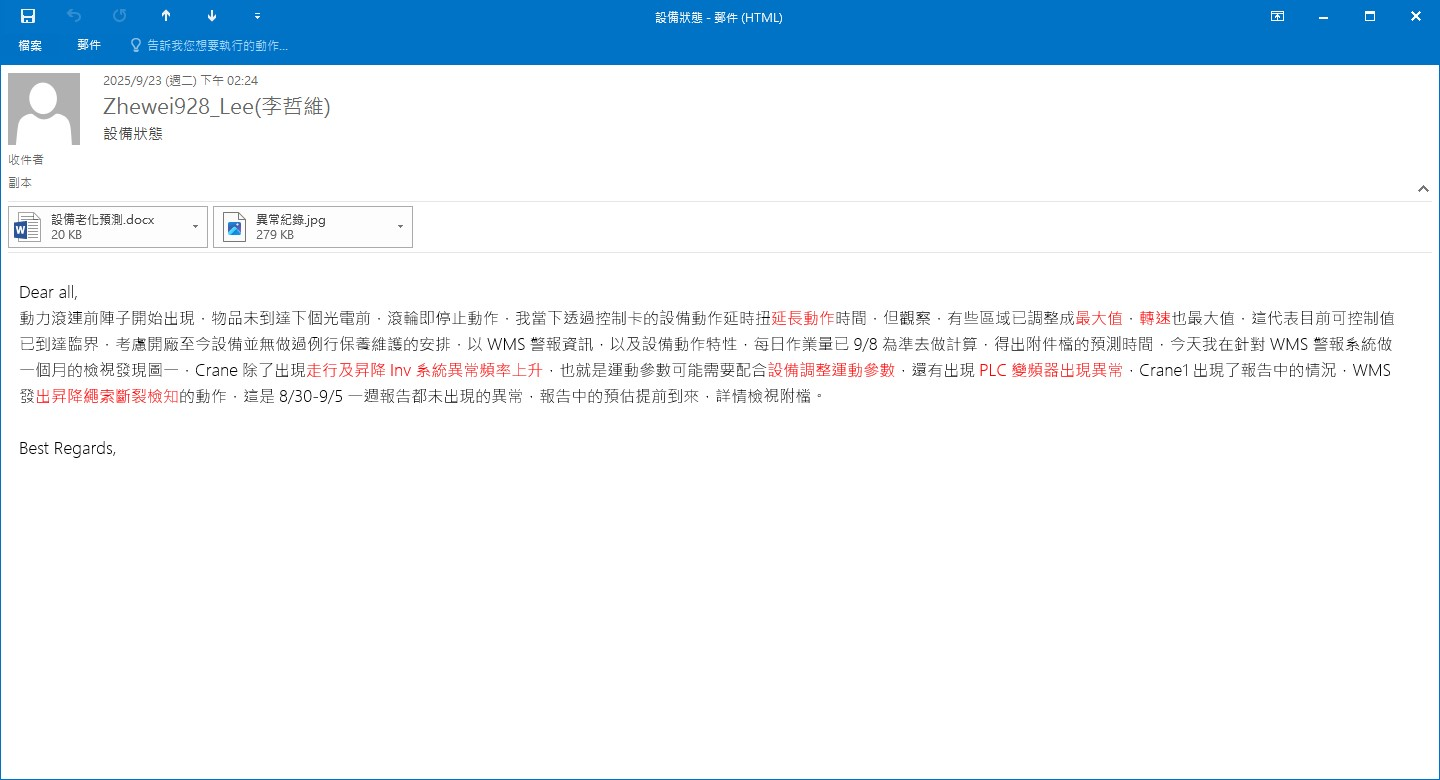 設備狀態 - 郵件 (HTML)
檔案
郵件
告訴我您想要執行的動作...
2025/9/23 (週二) 下午 02:24
Zhewei928_Lee(李哲維)
設備狀態
收件者
副本
設備老化預測.docx
20 KB
異常紀錄.jpg
279 KB
Dear all,
動力滾連前陣子開始出現，物品未到達下個光電前，滾輪即停止動作，我當下透過控制卡的設備動作延時扭延長動作時間，但觀察，有些區域已調整成最大值，轉速也最大值，這代表目前可控制值
已到達臨界，考慮開廠至今設備並無做過例行保養維護的安排，以 WMS 警報資訊，以及設備動作特性，每日作業量已 9/8 為準去做計算，得出附件檔的預測時間，今天我在針對 WMS 警報系統做
一個月的檢視發現圖一，Crane 除了出現走行及昇降 Inv 系統異常頻率上升，也就是運動參數可能需要配合設備調整運動參數，還有出現 PLC 變頻器出現異常，Crane1 出現了報告中的情況，WMS
發出昇降繩索斷裂檢知的動作，這是 8/30-9/5 一週報告都未出現的異常，報告中的預估提前到來，詳情檢視附檔。
Best Regards,